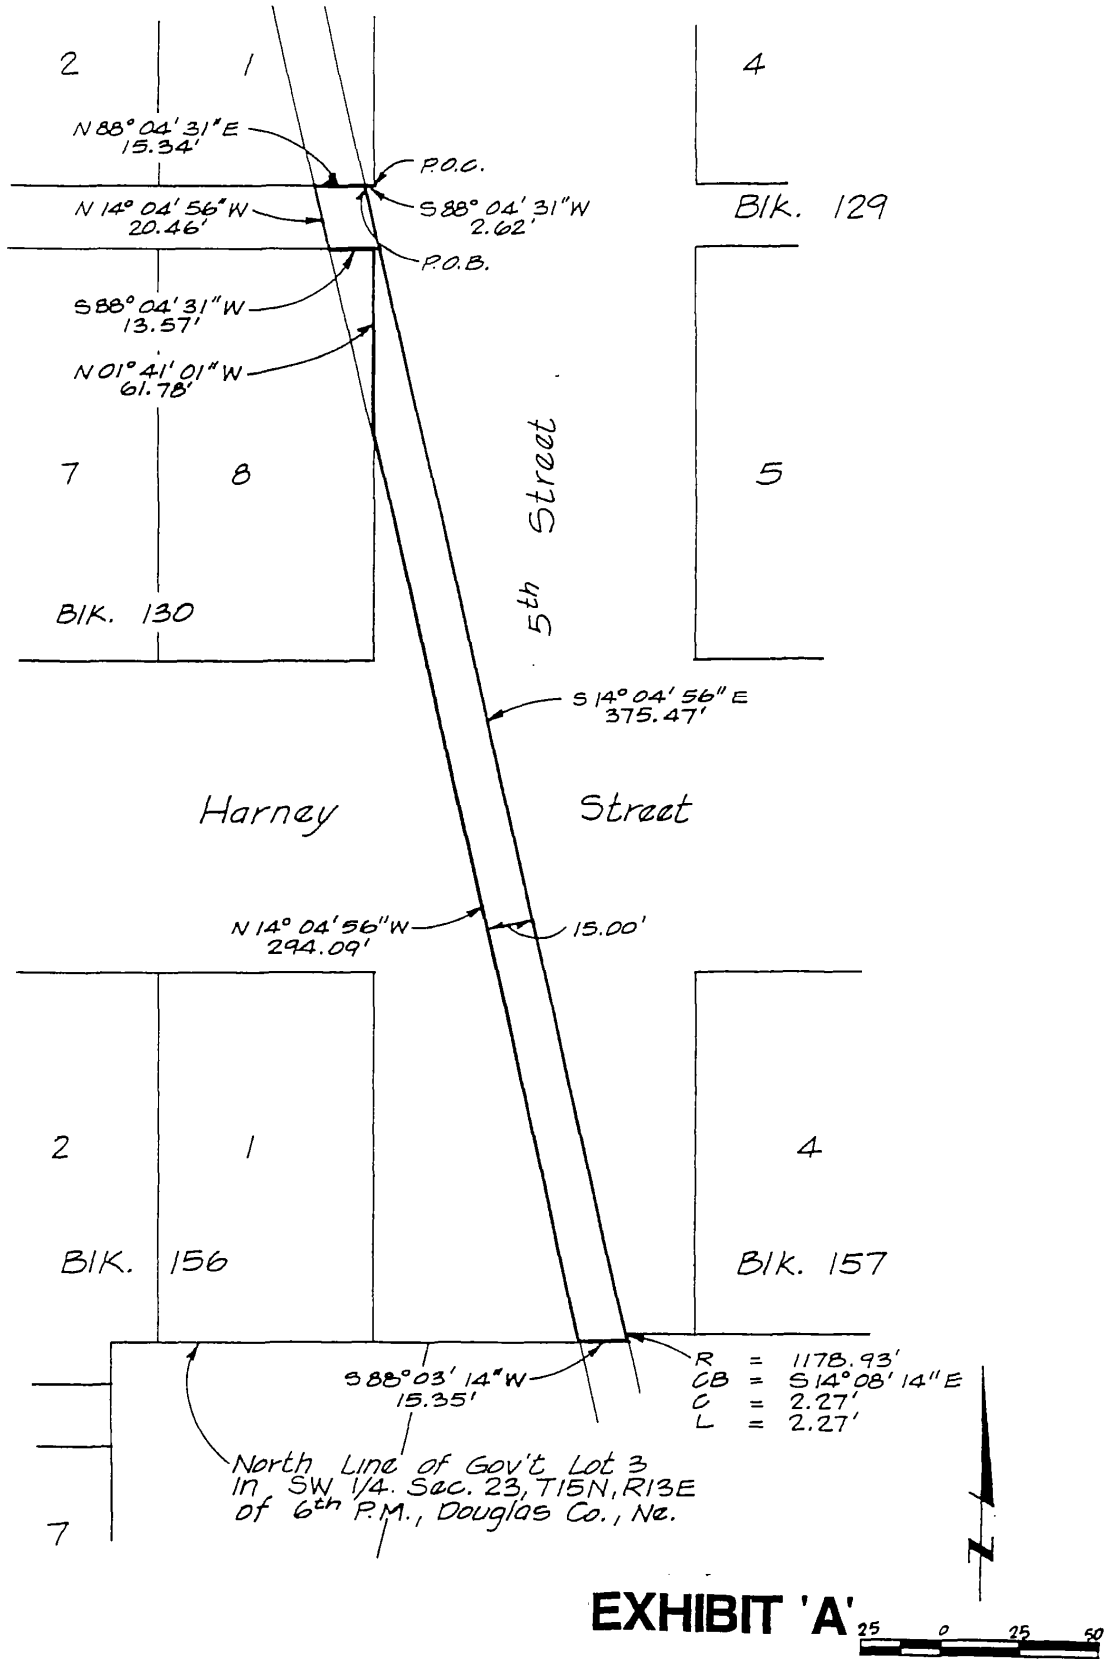 2
1
4
N 88° 04' 31" E
15.34'
P.O.C.
N 14° 04' 56" W
20.46'
S 88° 04' 31" W
2.62'
Blk. 129
P.O.B.
S 88° 04' 31" W
13.57'
N 01° 41' 01" W
61.78'
7
8
5th Street
5
Blk. 130
S 14° 04' 56" E
375.47'
Harney Street
N 14° 04' 56" W
294.09'
15.00'
2
1
4
Blk. 156
Blk. 157
S 88° 03' 14" W
15.35'
R = 1178.93'
CB = S 14° 08' 14" E
C = 2.27'
L = 2.27'
North Line of Gov't Lot 3
in SW 1/4. Sec. 23, T15N, R13E
of 6th P.M., Douglas Co., Ne.
7
N
EXHIBIT 'A'
25 0 25 50